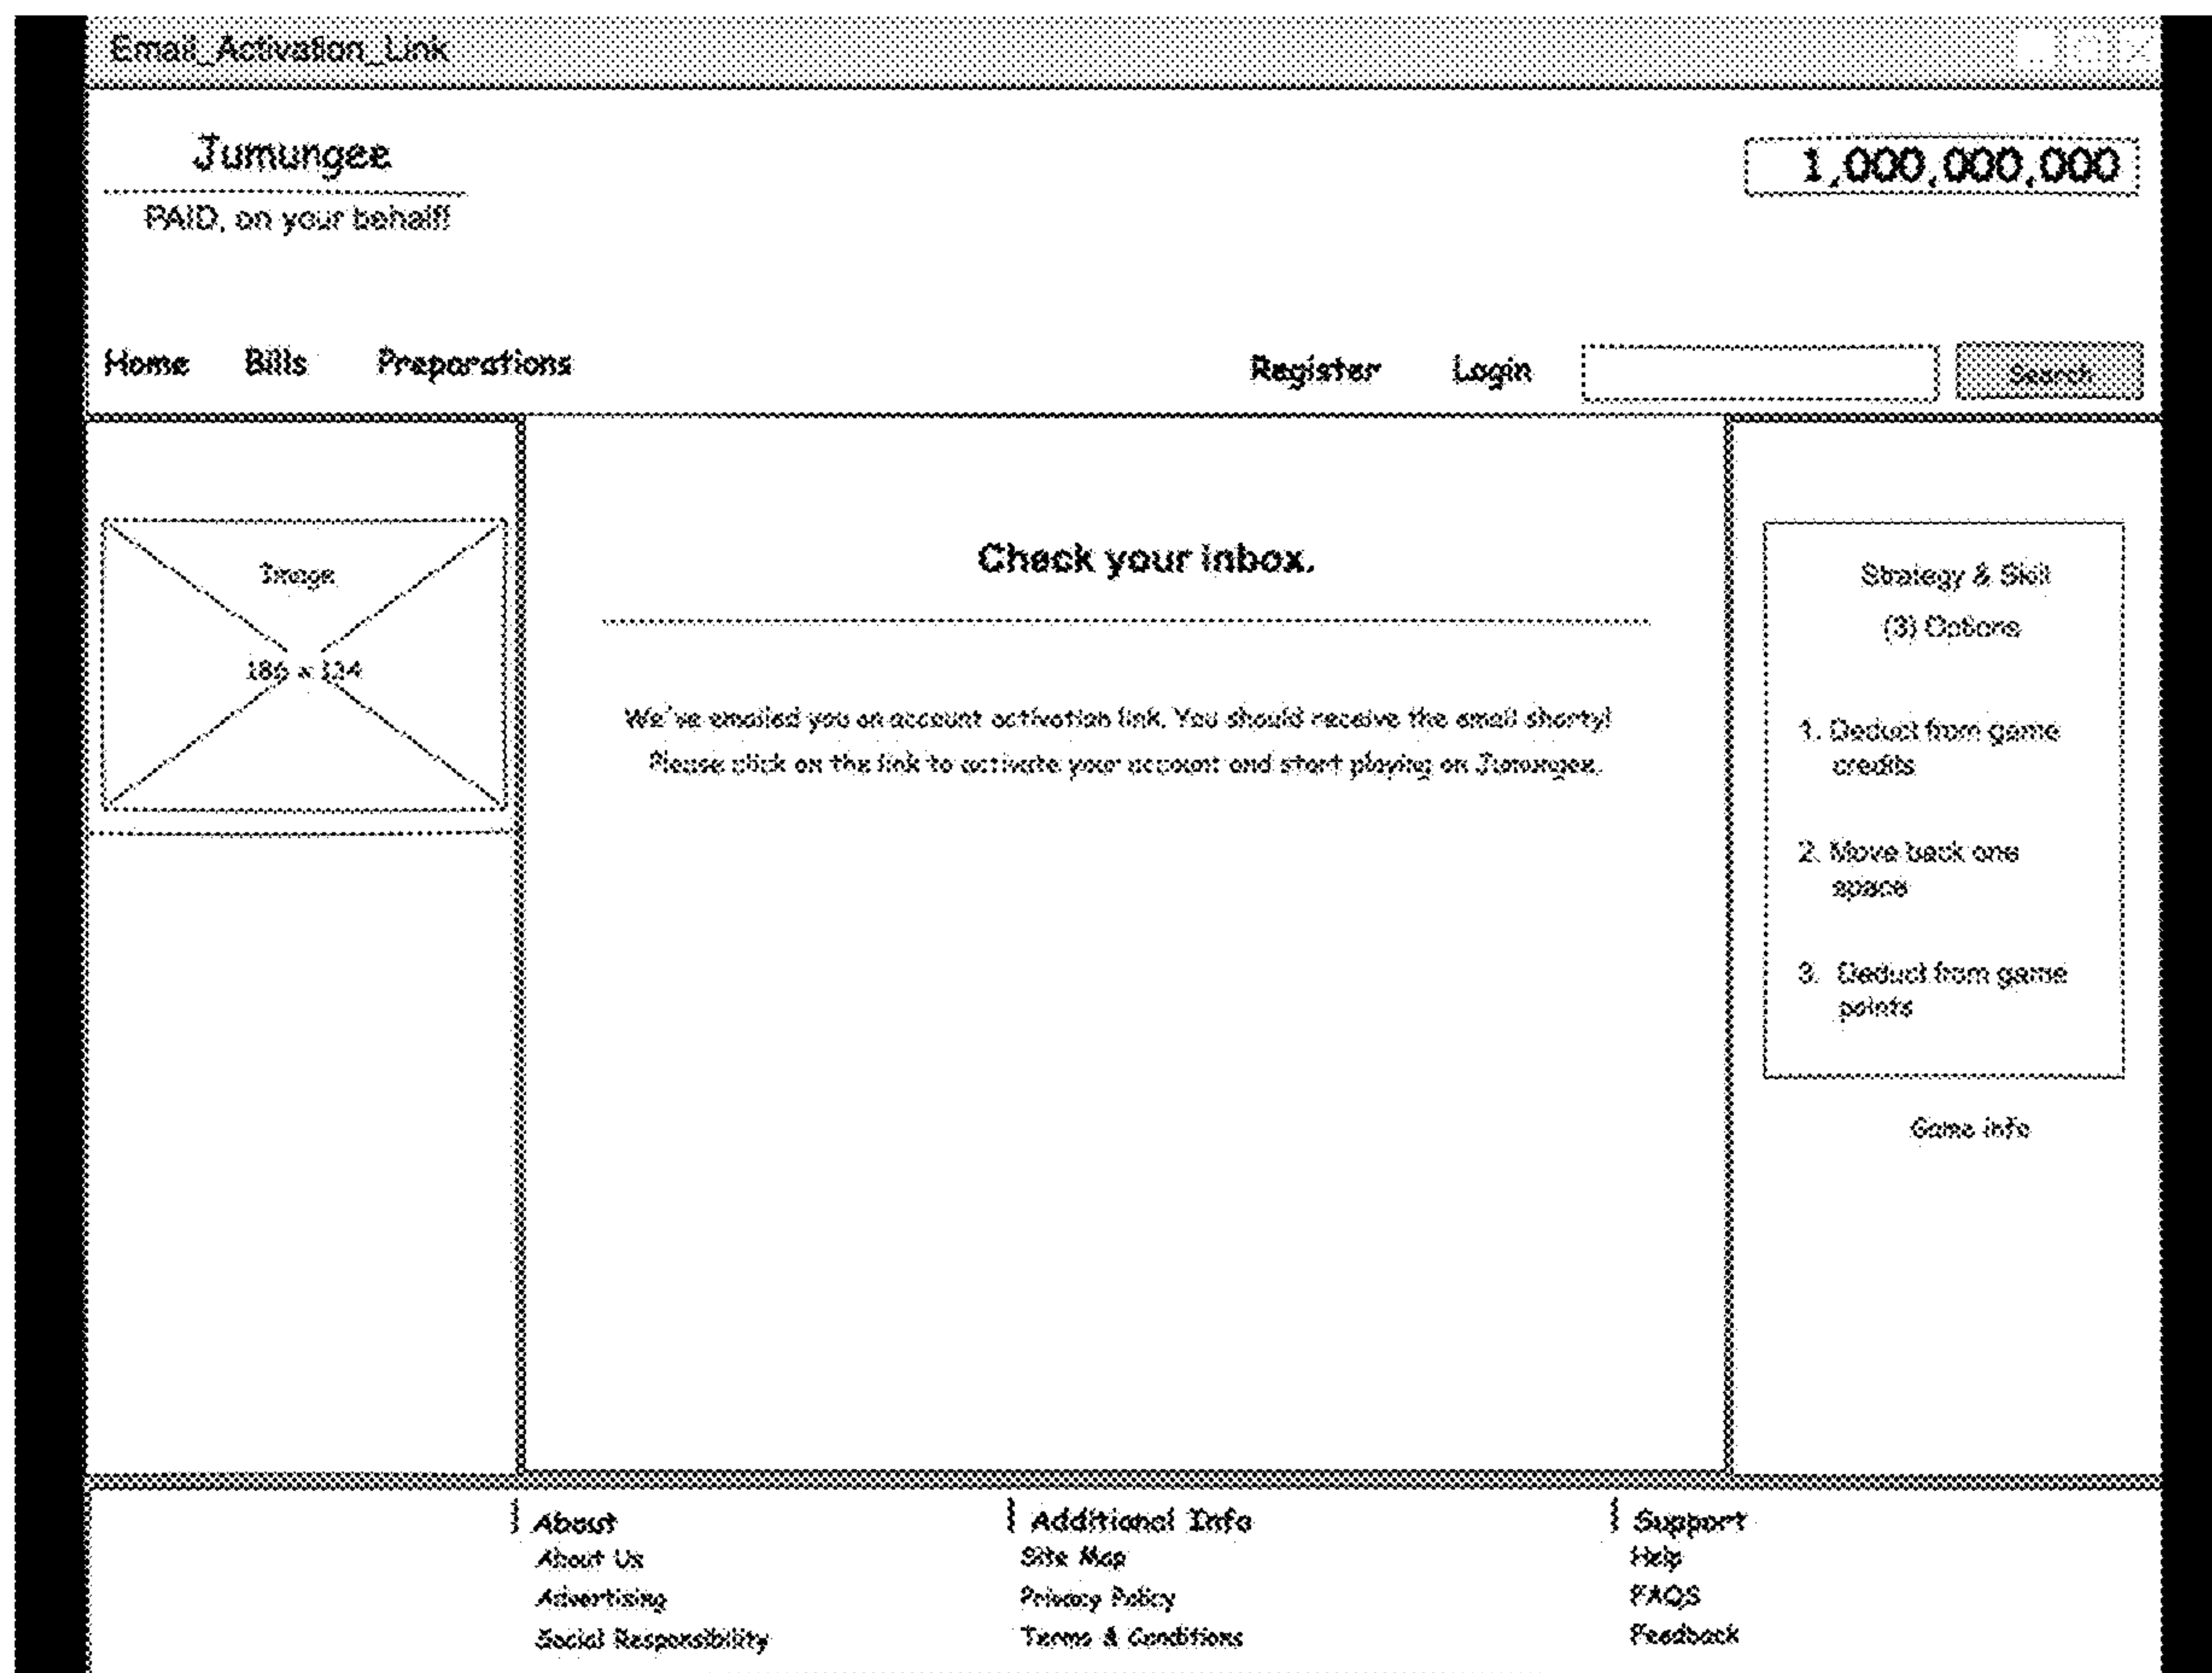 Email_Activation_Link
Jumungee
1,000,000,000
PAID, on your behalf!
Home Bills Preparations Register Login Search
Check your inbox.
Image
186 x 124
We've emailed you an account activation link. You should receive the email shorty!
Please click on the link to activate your account and start playing on Jumungee.
Strategy & Skill
(3) Options
1. Deduct from game
credits
2. Move back one
space
3. Deduct from game
points
Game info
About
About Us
Advertising
Social Responsibility
Additional Info
Site Map
Privacy Policy
Terms & Conditions
Support
Help
FAQS
Feedback